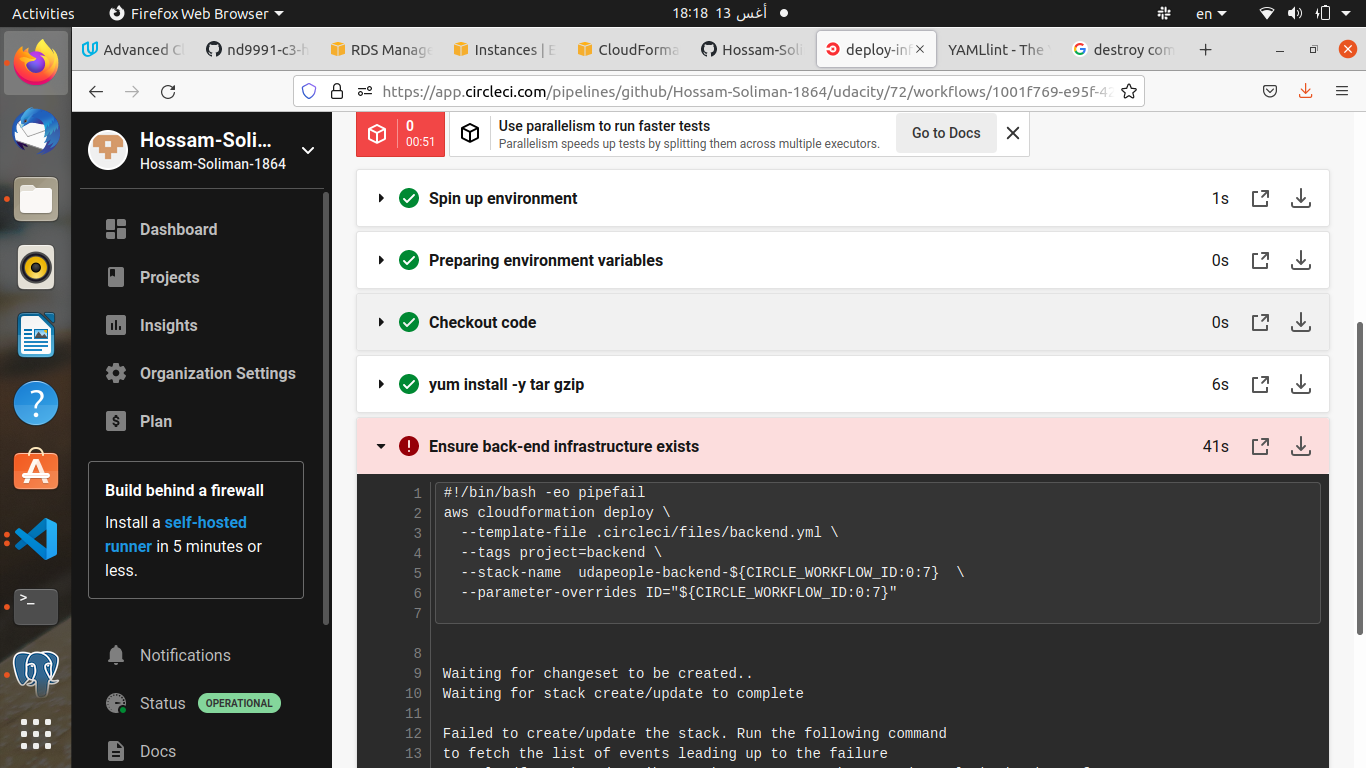 Activities
Firefox Web Browser
18:18 13 أغس
en
Advanced Cl
nd9991-c3-h
RDS Manage
Instances | E
CloudForma
Hossam-Soli
deploy-inf
YAMLlint - The
destroy com
https://app.circleci.com/pipelines/github/Hossam-Soliman-1864/udacity/72/workflows/1001f769-e95f-42
Hossam-Soli...
Hossam-Soliman-1864
Dashboard
Projects
Insights
Organization Settings
Plan
Build behind a firewall
Install a self-hosted
runner in 5 minutes or
less.
Notifications
Status OPERATIONAL
Docs
0
00:51
Use parallelism to run faster tests
Parallelism speeds up tests by splitting them across multiple executors.
Go to Docs
Spin up environment 1s
Preparing environment variables 0s
Checkout code 0s
yum install -y tar gzip 6s
Ensure back-end infrastructure exists 41s
1 #!/bin/bash -eo pipefail
2 aws cloudformation deploy \
3 --template-file .circleci/files/backend.yml \
4 --tags project=backend \
5 --stack-name udapeople-backend-${CIRCLE_WORKFLOW_ID:0:7} \
6 --parameter-overrides ID="${CIRCLE_WORKFLOW_ID:0:7}"
7
8
9 Waiting for changeset to be created..
10 Waiting for stack create/update to complete
11
12 Failed to create/update the stack. Run the following command
13 to fetch the list of events leading up to the failure